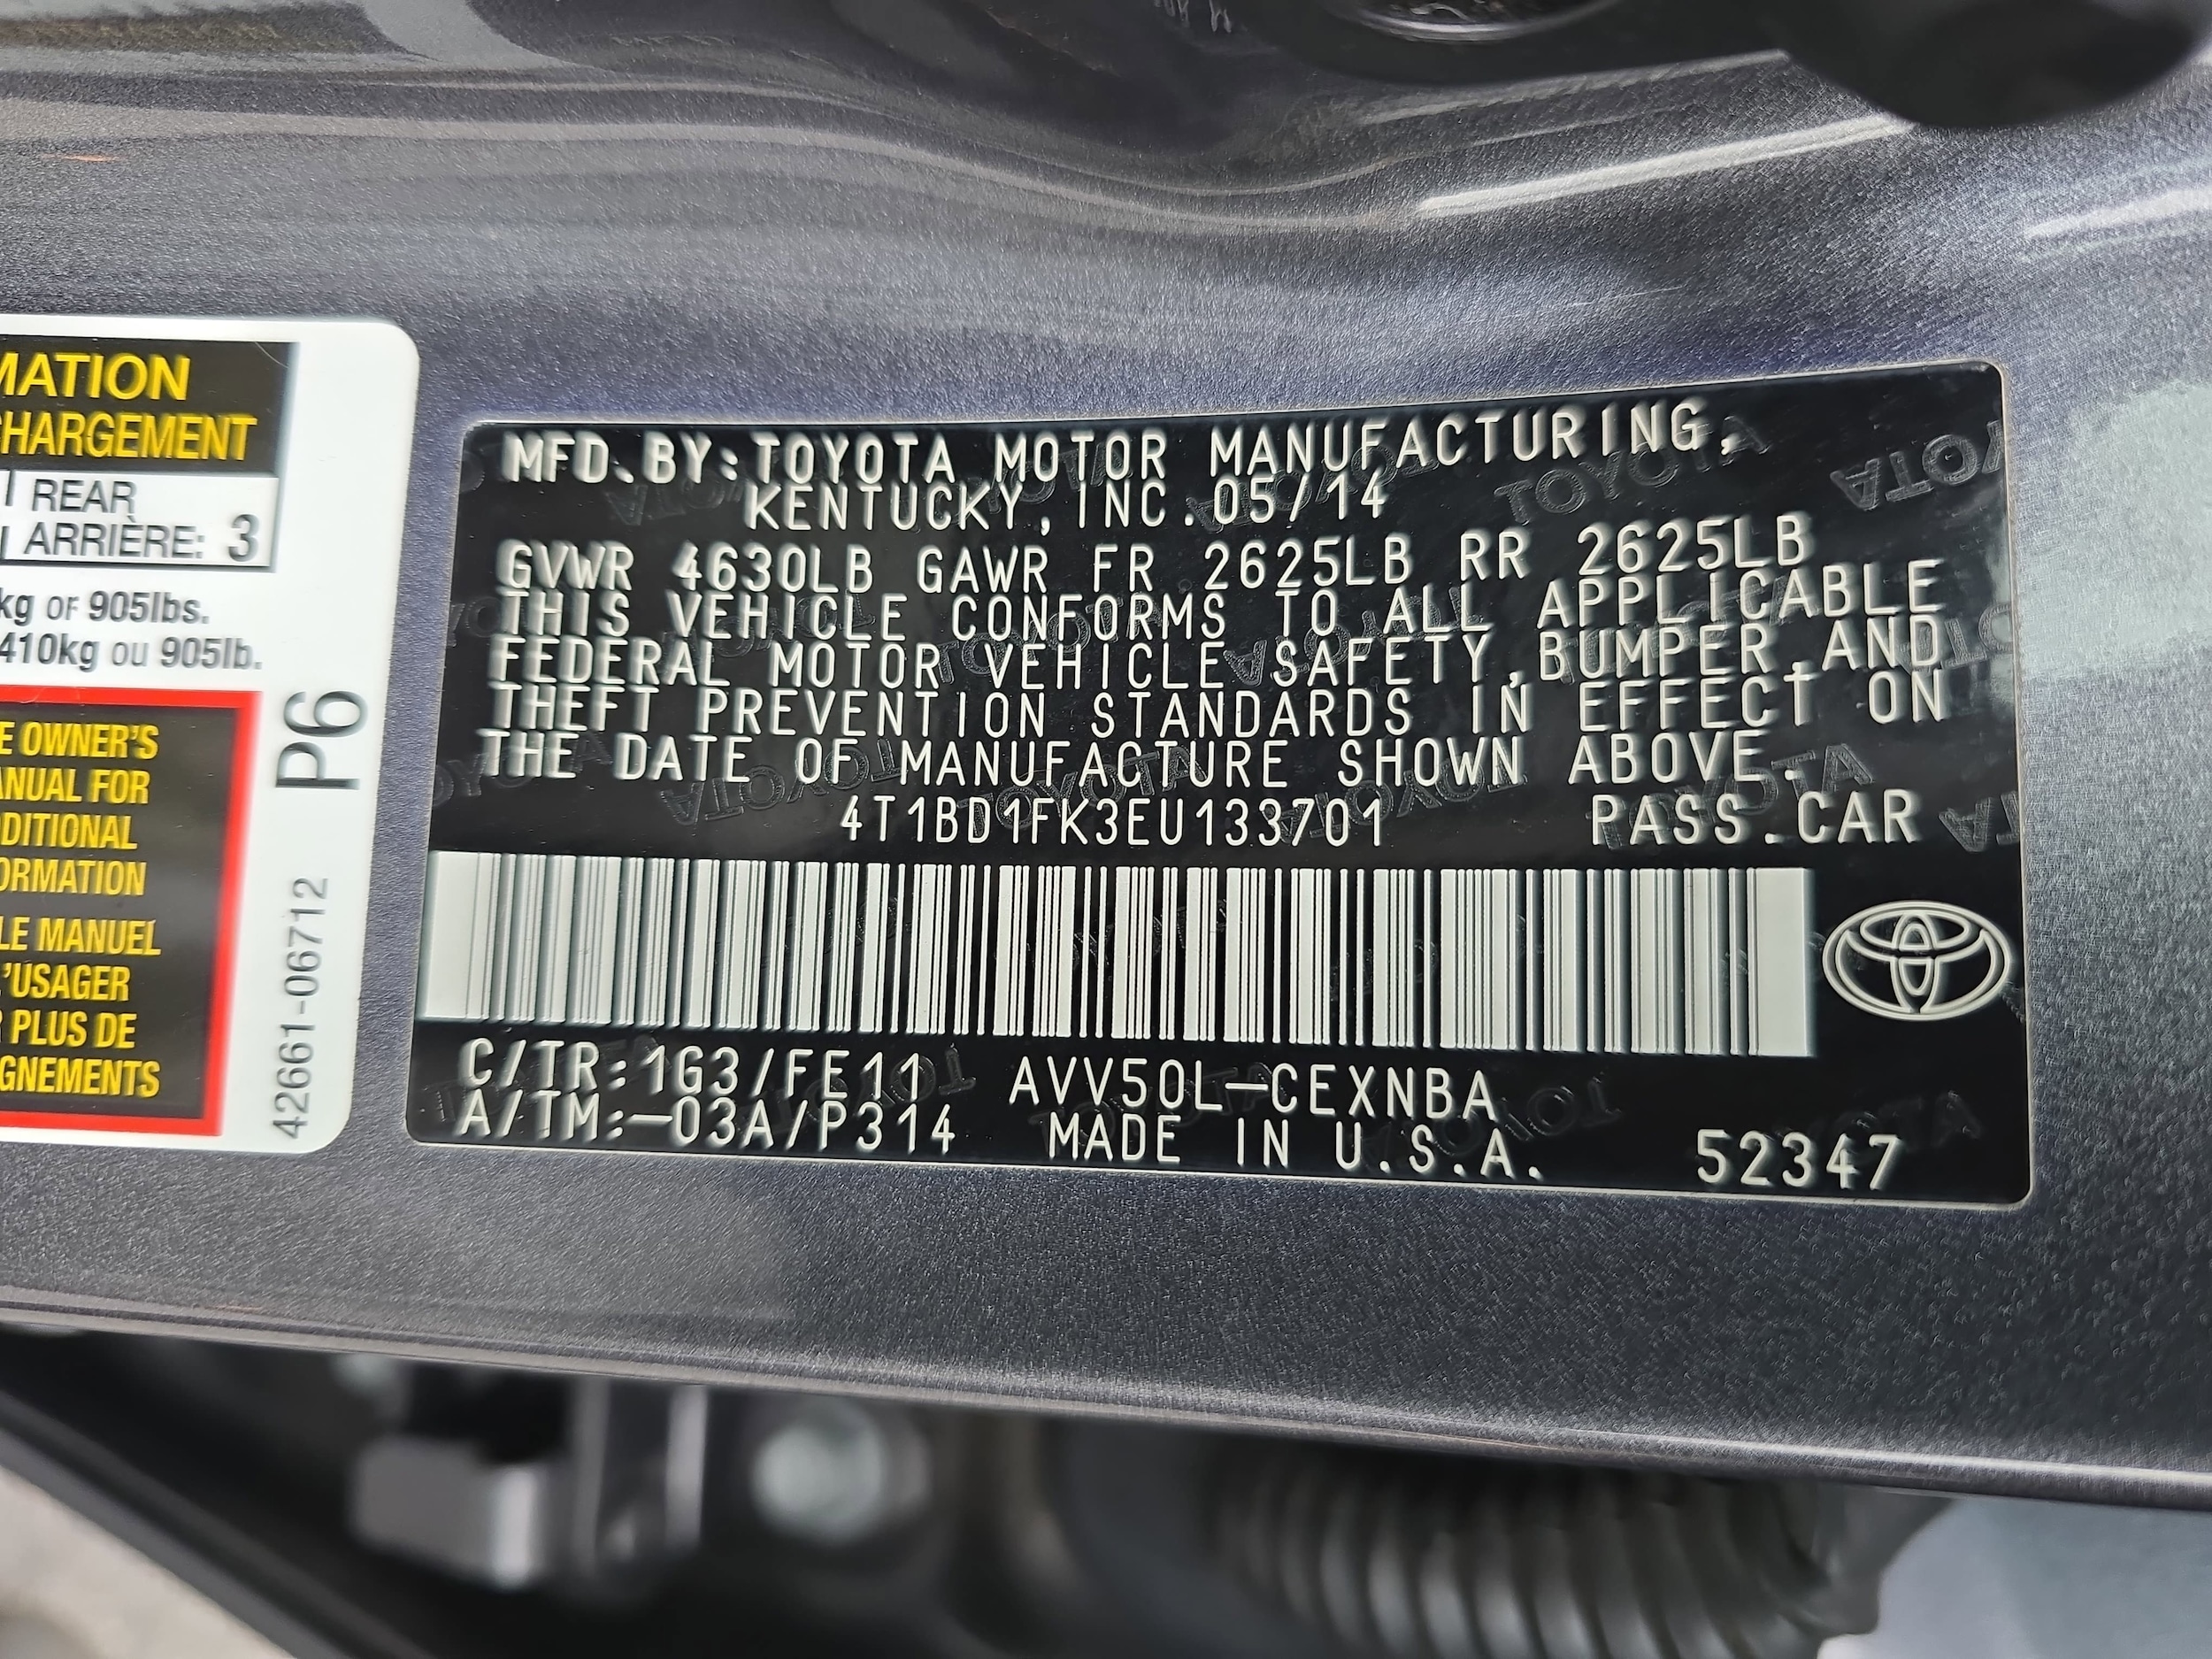 MATION
CHARGEMENT
REAR
ARRIÈRE: 3
kg or 905lbs.
410kg ou 905lb.
E OWNER'S
ANUAL FOR
DDITIONAL
ORMATION
LE MANUEL
L'USAGER
R PLUS DE
GNEMENTS
P6
42661-06712
MFD.BY:TOYOTA MOTOR MANUFACTURING,
KENTUCKY,INC.05/14
GVWR 4630LB GAWR FR 2625LB RR 2625LB
THIS VEHICLE CONFORMS TO ALL APPLICABLE
FEDERAL MOTOR VEHICLE SAFETY,BUMPER,AND
THEFT PREVENTION STANDARDS IN EFFECT ON
THE DATE OF MANUFACTURE SHOWN ABOVE.
4T1BD1FK3EU133701 PASS.CAR
C/TR:1G3/FE11 AVV50L-CEXNBA
A/TM:-03A/P314 MADE IN U.S.A. 52347